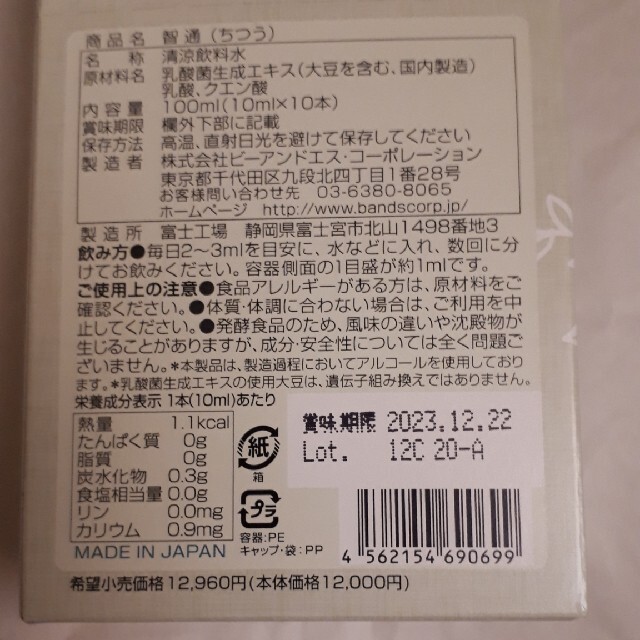 商品名 智通（ちつう）
名　称 清涼飲料水
原材料名 乳酸菌生成エキス（大豆を含む、国内製造）
乳酸、クエン酸
内容量 100ml（10ml×10本）
賞味期限 欄外下部に記載
保存方法 高温、直射日光を避けて保存してください
製造者 株式会社ビーアンドエス・コーポレーション
東京都千代田区九段北四丁目1番28号
お客様問い合わせ先 03-6380-8065
ホームページ http://www.bandscorp.jp/
製造所 富士工場 静岡県富士宮市北山1498番地3
飲み方●毎日2〜3mlを目安に、水などに入れ、数回に分
けてお飲みください。容器側面の1目盛が約1mlです。
ご使用上の注意●食品アレルギーがある方は、原材料をご
確認ください。●体質・体調に合わない場合は、ご利用を中
止してください。●発酵食品のため、風味の違いや沈殿物が
生じることがありますが、成分・安全性については全く問題ご
ざいません。＊本製品は、製造過程においてアルコールを使用しており
ます。＊乳酸菌生成エキスの使用大豆は、遺伝子組み換えではありません。
栄養成分表示 1本（10ml）あたり
熱量 1.1kcal
たんぱく質 0g
脂質 0g
炭水化物 0.3g
食塩相当量 0.0g
リン 0.0mg
カリウム 0.9mg
MADE IN JAPAN
紙
箱
プラ
容器：PE
キャップ・袋：PP
賞味期限 2023.12.22
Lot. 12C 20-A
4 562154 690699
希望小売価格12,960円（本体価格12,000円）